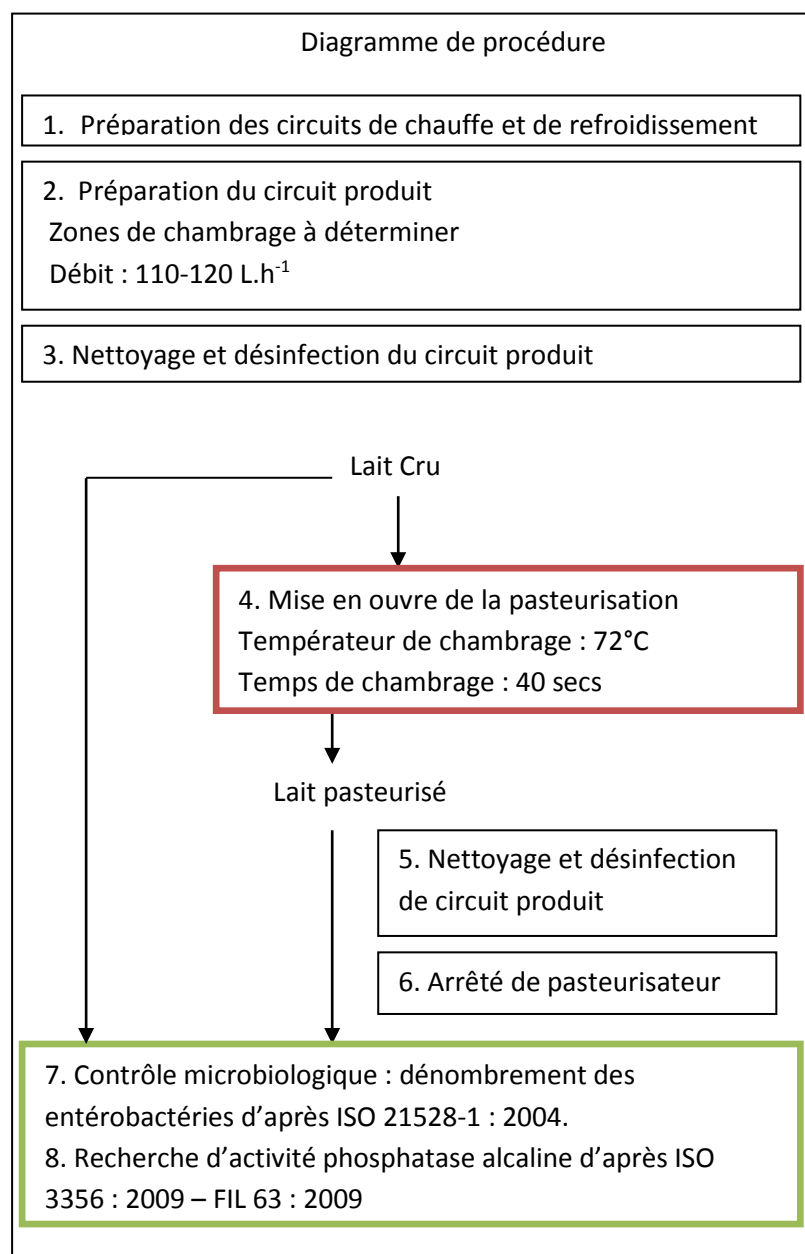 Diagramme de procédure
1. Préparation des circuits de chauffe et de refroidissement
2. Préparation du circuit produit
Zones de chambrage à déterminer
Débit : 110-120 L.h⁻¹
3. Nettoyage et désinfection du circuit produit
Lait Cru
4. Mise en ouvre de la pasteurisation
Températeur de chambrage : 72°C
Temps de chambrage : 40 secs
Lait pasteurisé
5. Nettoyage et désinfection
de circuit produit
6. Arrêté de pasteurisateur
7. Contrôle microbiologique : dénombrement des
entérobactéries d’après ISO 21528-1 : 2004.
8. Recherche d’activité phosphatase alcaline d’après ISO
3356 : 2009 – FIL 63 : 2009